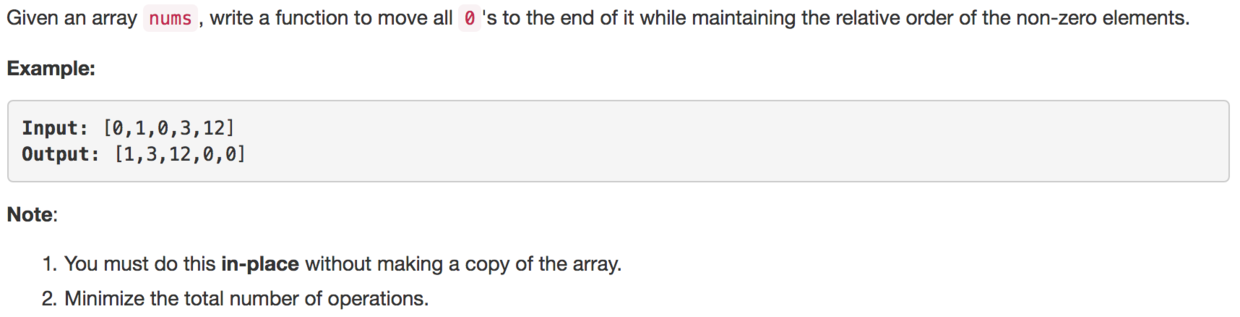 Given an array nums , write a function to move all 0 's to the end of it while maintaining the relative order of the non-zero elements.
Example:
Input: [0,1,0,3,12]
Output: [1,3,12,0,0]
Note:
1. You must do this in-place without making a copy of the array.
2. Minimize the total number of operations.